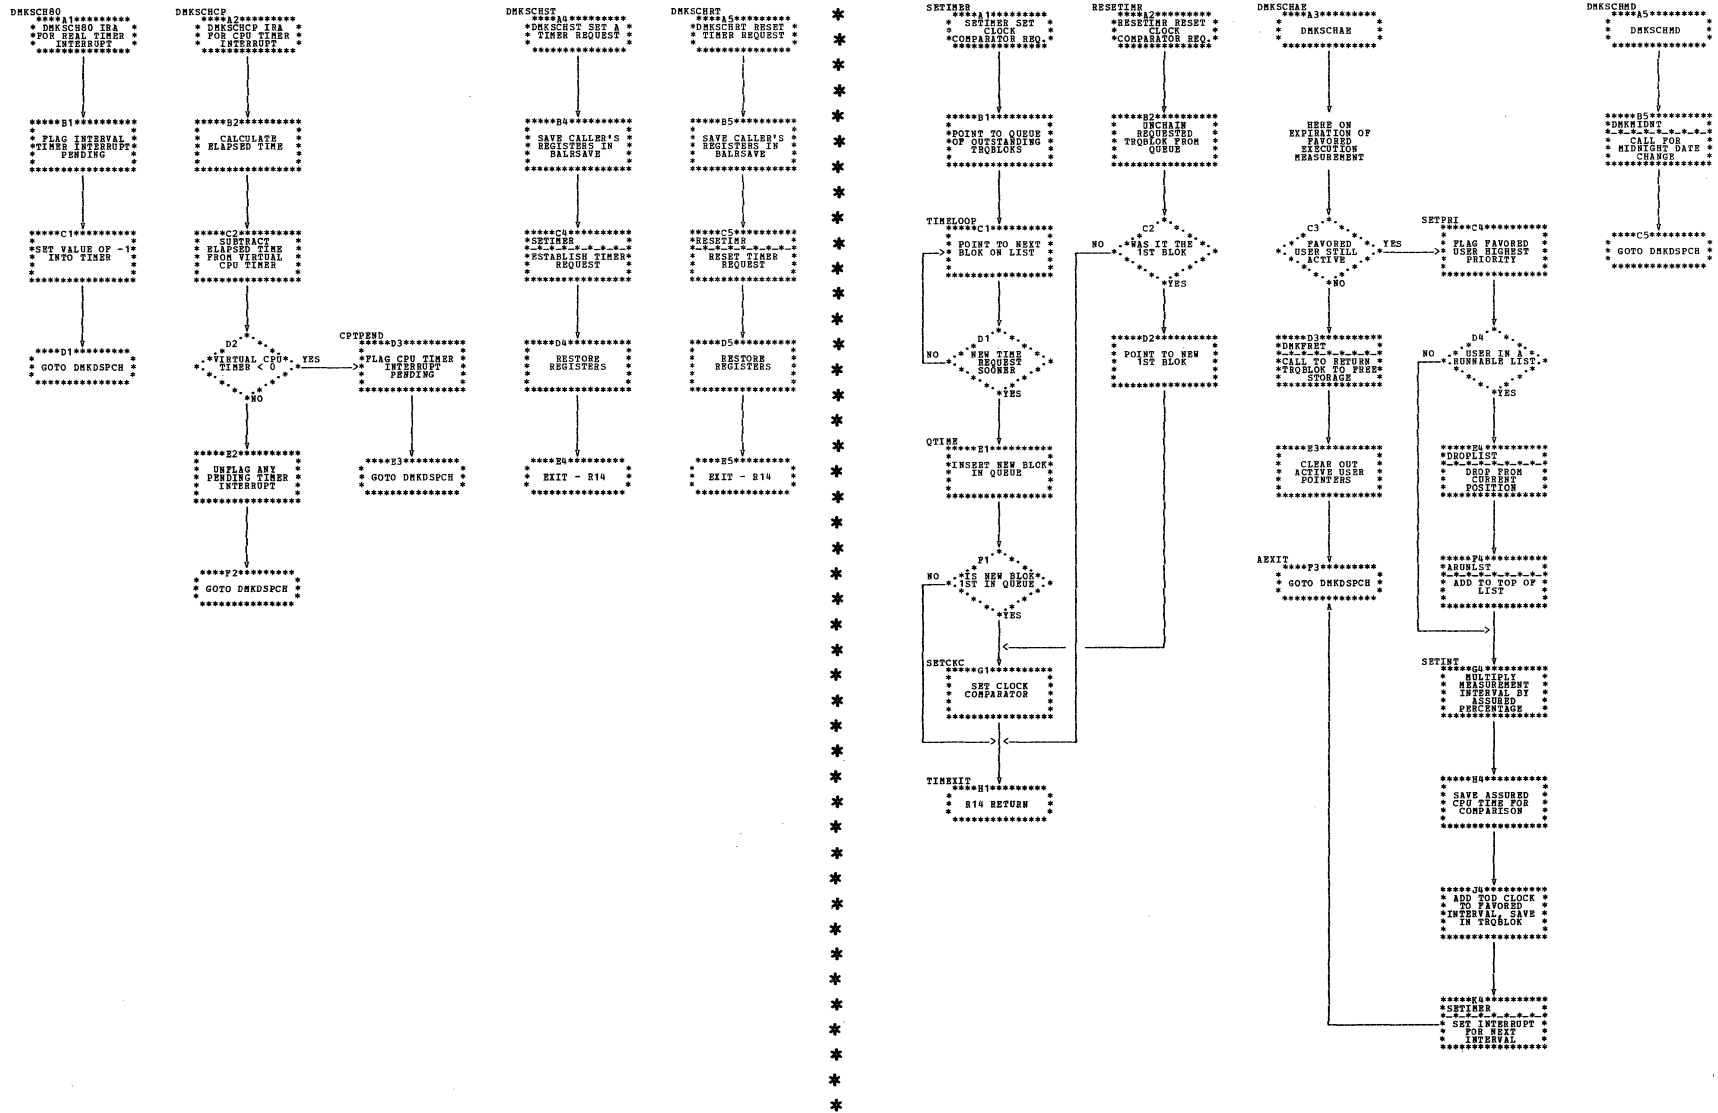 DMKSCH80
A1
DMKSCH80 IRA
FOR REAL TIMER
INTERRUPT
B1
FLAG INTERVAL
TIMER INTERRUPT
PENDING
C1
SET VALUE OF -1
INTO TIMER
D1
GOTO DMKDSPCH
DMKSCHCP
A2
DMKSCHCP IRA
FOR CPU TIMER
INTERRUPT
B2
CALCULATE
ELAPSED TIME
C2
SUBTRACT
ELAPSED TIME
FROM VIRTUAL
CPU TIMER
D2
VIRTUAL CPU
TIMER < 0
YES
NO
CPTPEND
D3
FLAG CPU TIMER
INTERRUPT
PENDING
E3
GOTO DMKDSPCH
E2
UNFLAG ANY
PENDING TIMER
INTERRUPT
F2
GOTO DMKDSPCH
DMKSCHST
A4
DMKSCHST SET A
TIMER REQUEST
B4
SAVE CALLER'S
REGISTERS IN
BALRSAVE
C4
SETIMER
ESTABLISH TIMER
REQUEST
D4
RESTORE
REGISTERS
E4
EXIT - R14
DMKSCHRT
A5
DMKSCHRT RESET
TIMER REQUEST
B5
SAVE CALLER'S
REGISTERS IN
BALRSAVE
C5
RESETIMR
RESET TIMER
REQUEST
D5
RESTORE
REGISTERS
E5
EXIT - R14
SETIMER
A1
SETIMER SET
CLOCK
COMPARATOR REQ.
B1
POINT TO QUEUE
OF OUTSTANDING
TRQBLOKS
TIMELOOP
C1
POINT TO NEXT
BLOK ON LIST
D1
NEW TIME
REQUEST
SOONER
NO
YES
QTIME
E1
INSERT NEW BLOK
IN QUEUE
F1
IS NEW BLOK
1ST IN QUEUE
NO
YES
SETCKC
G1
SET CLOCK
COMPARATOR
TIMEXIT
H1
R14 RETURN
RESETIMR
A2
RESETIMR RESET
CLOCK
COMPARATOR REQ.
B2
UNCHAIN
REQUESTED
TRQBLOK FROM
QUEUE
C2
WAS IT THE
1ST BLOK
NO
YES
D2
POINT TO NEW
1ST BLOK
DMKSCHAE
A3
DMKSCHAE
HERE ON
EXPIRATION OF
FAVORED
EXECUTION
MEASUREMENT
C3
FAVORED
USER STILL
ACTIVE
YES
NO
D3
DMKFRET
CALL TO RETURN
TRQBLOK TO FREE
STORAGE
E3
CLEAR OUT
ACTIVE USER
POINTERS
AEXIT
F3
GOTO DMKDSPCH
SETPRI
C4
FLAG FAVORED
USER HIGHEST
PRIORITY
D4
USER IN A
RUNNABLE LIST
NO
YES
E4
DROPLIST
DROP FROM
CURRENT
POSITION
F4
ARUNLST
ADD TO TOP OF
LIST
SETINT
G4
MULTIPLY
MEASUREMENT
INTERVAL BY
ASSURED
PERCENTAGE
H4
SAVE ASSURED
CPU TIME FOR
COMPARISON
J4
ADD TOD CLOCK
TO FAVORED
INTERVAL, SAVE
IN TRQBLOK
K4
SETIMER
SET INTERRUPT
FOR NEXT
INTERVAL
DMKSCHMD
A5
DMKSCHMD
B5
DMKMIDNT
CALL FOR
MIDNIGHT DATE
CHANGE
C5
GOTO DMKDSPCH